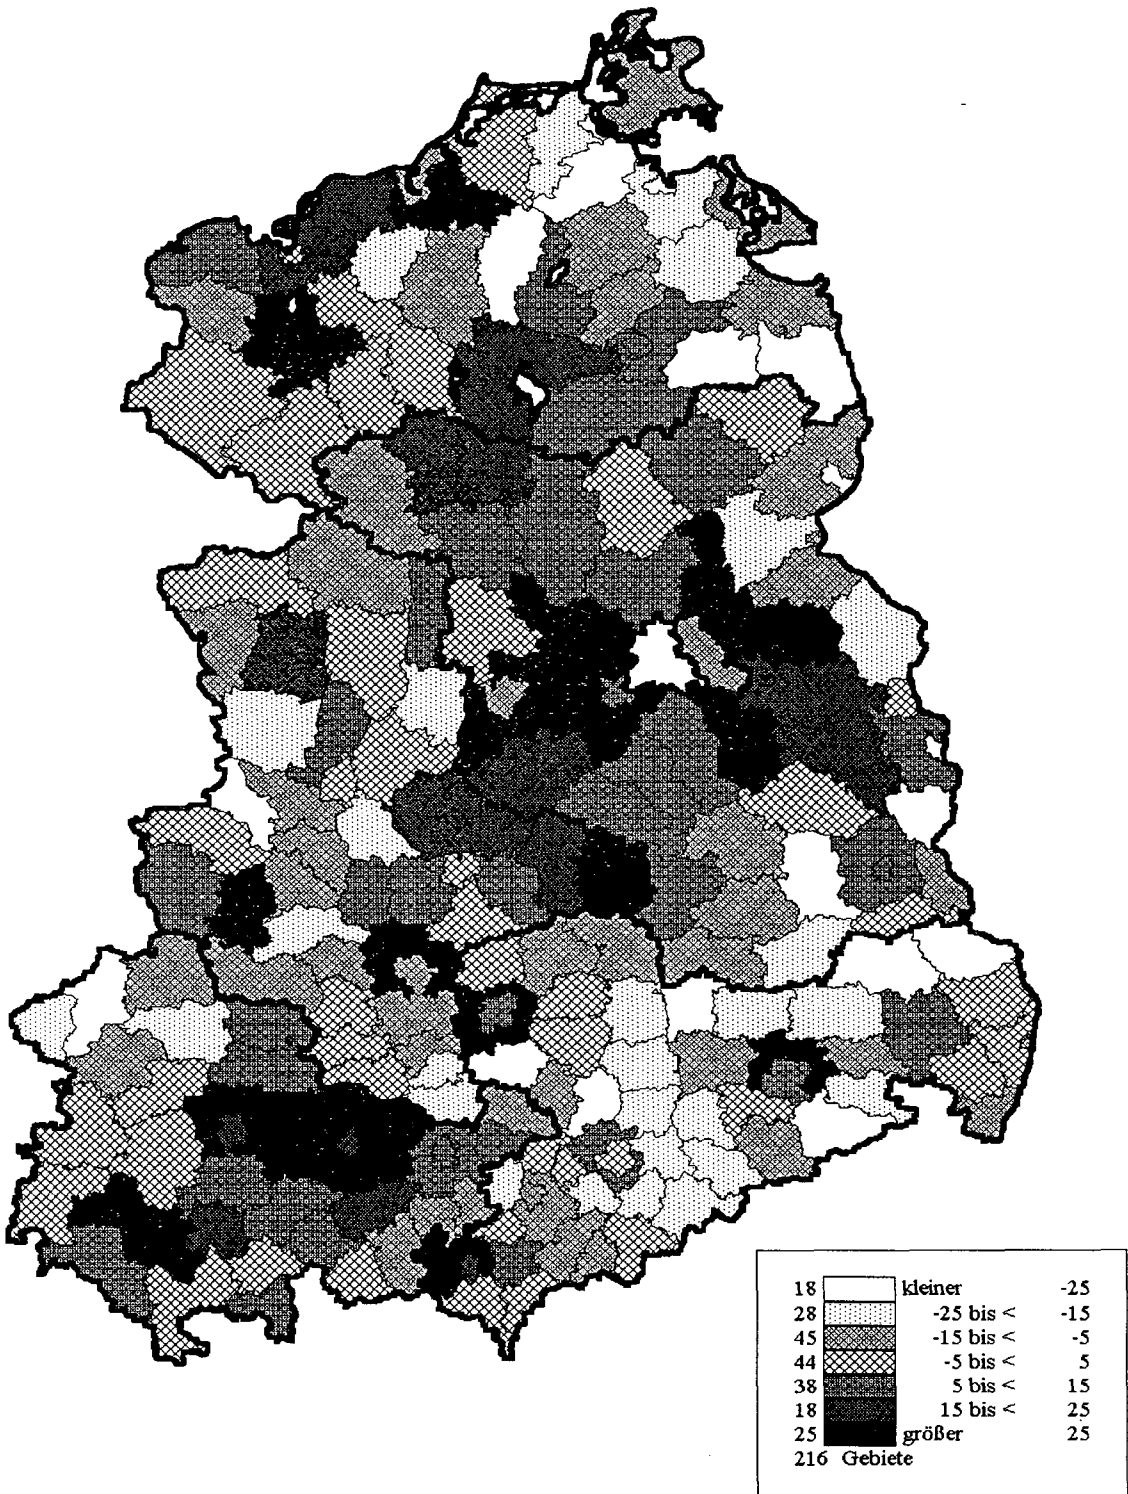 18 kleiner -25
28 -25 bis < -15
45 -15 bis < -5
44 -5 bis < 5
38 5 bis < 15
18 15 bis < 25
25 größer 25
216 Gebiete